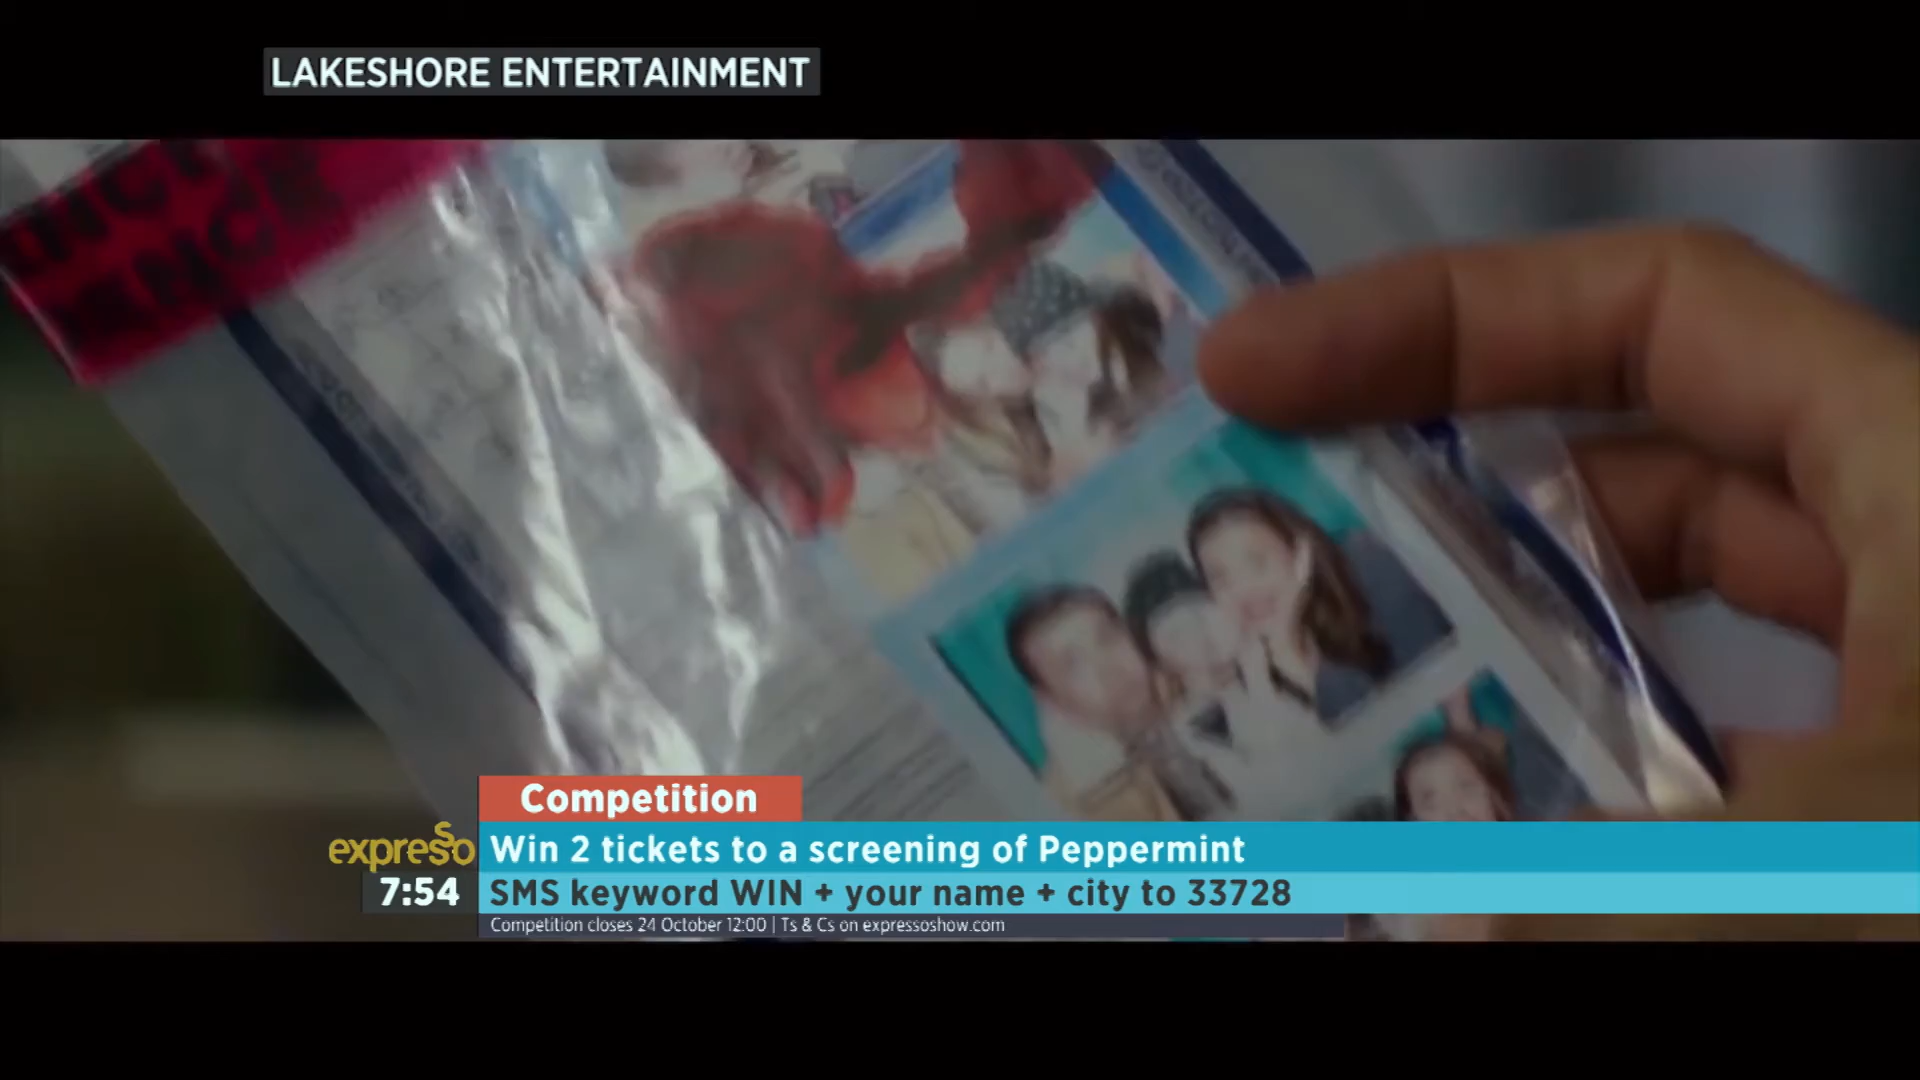 LAKESHORE ENTERTAINMENT
Competition
expresso
Win 2 tickets to a screening of Peppermint
7:54
SMS keyword WIN + your name + city to 33728
Competition closes 24 October 12:00 | Ts & Cs on expressoshow.com